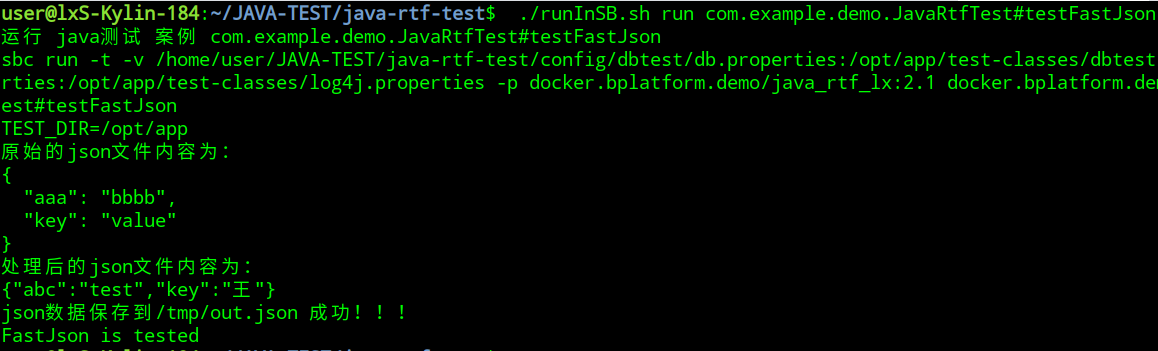 user@lxS-Kylin-184:~/JAVA-TEST/java-rtf-test$ ./runInSB.sh run com.example.demo.JavaRtfTest#testFastJson
运行 java测试 案例 com.example.demo.JavaRtfTest#testFastJson
sbc run -t -v /home/user/JAVA-TEST/java-rtf-test/config/dbtest/db.properties:/opt/app/test-classes/dbtest
rties:/opt/app/test-classes/log4j.properties -p docker.bplatform.demo/java_rtf_lx:2.1 docker.bplatform.de
est#testFastJson
TEST_DIR=/opt/app
原始的json文件内容为:
{
  "aaa": "bbbb",
  "key": "value"
}
处理后的json文件内容为:
{"abc":"test","key":"王"}
json数据保存到/tmp/out.json 成功！！！
FastJson is tested